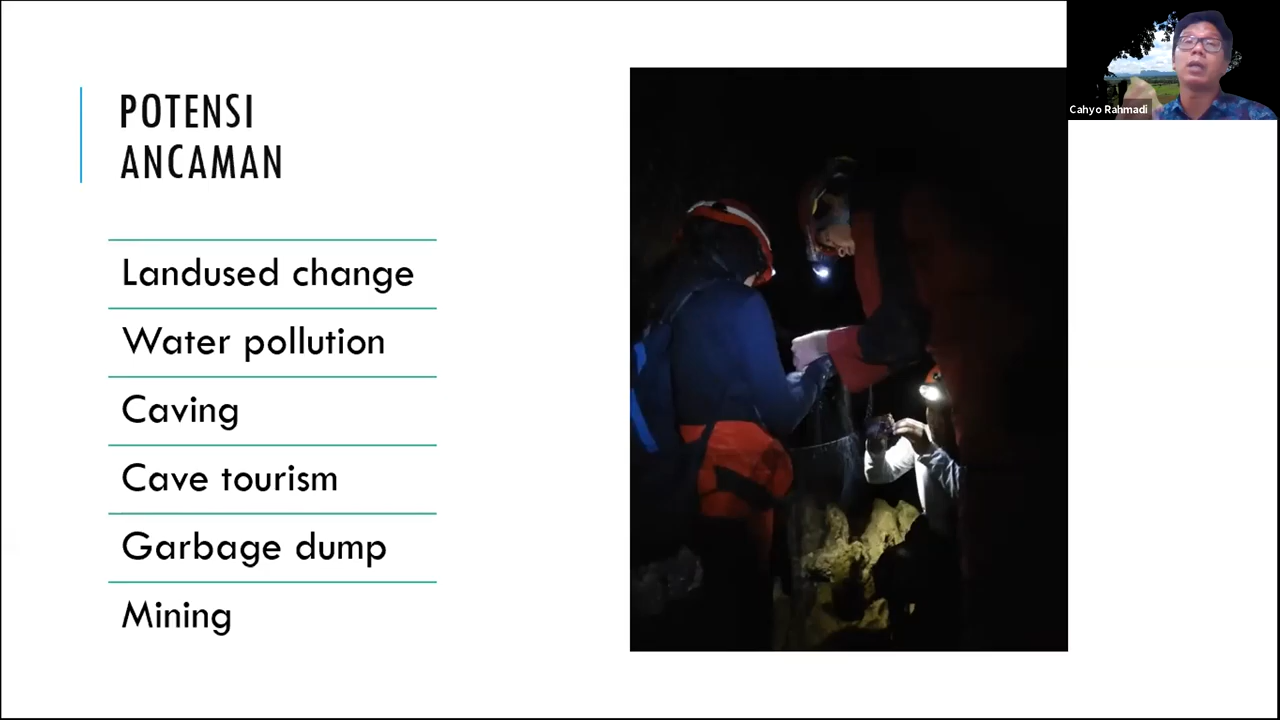 POTENSI
ANCAMAN
Landused change
Water pollution
Caving
Cave tourism
Garbage dump
Mining
Cahyo Rahmadi